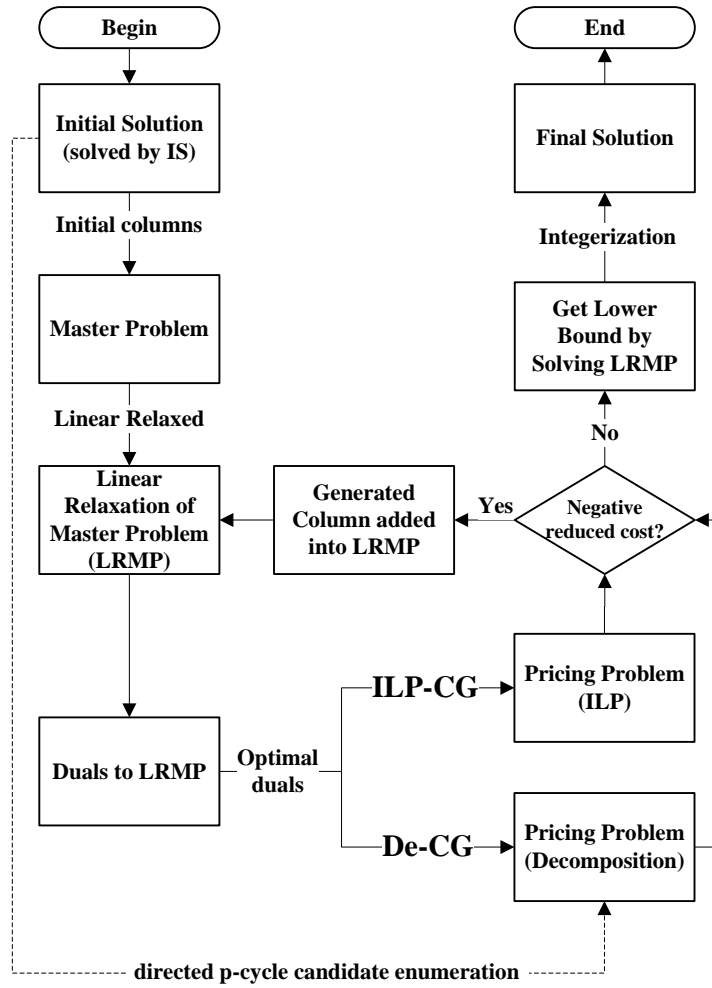 Begin
Initial Solution
(solved by IS)
Initial columns
Master Problem
Linear Relaxed
Linear
Relaxation of
Master Problem
(LRMP)
Duals to LRMP
Optimal
duals
ILP-CG
De-CG
Pricing Problem
(ILP)
Pricing Problem
(Decomposition)
Negative
reduced cost?
Yes
Generated
Column added
into LRMP
No
Get Lower
Bound by
Solving LRMP
Integerization
Final Solution
End
directed p-cycle candidate enumeration